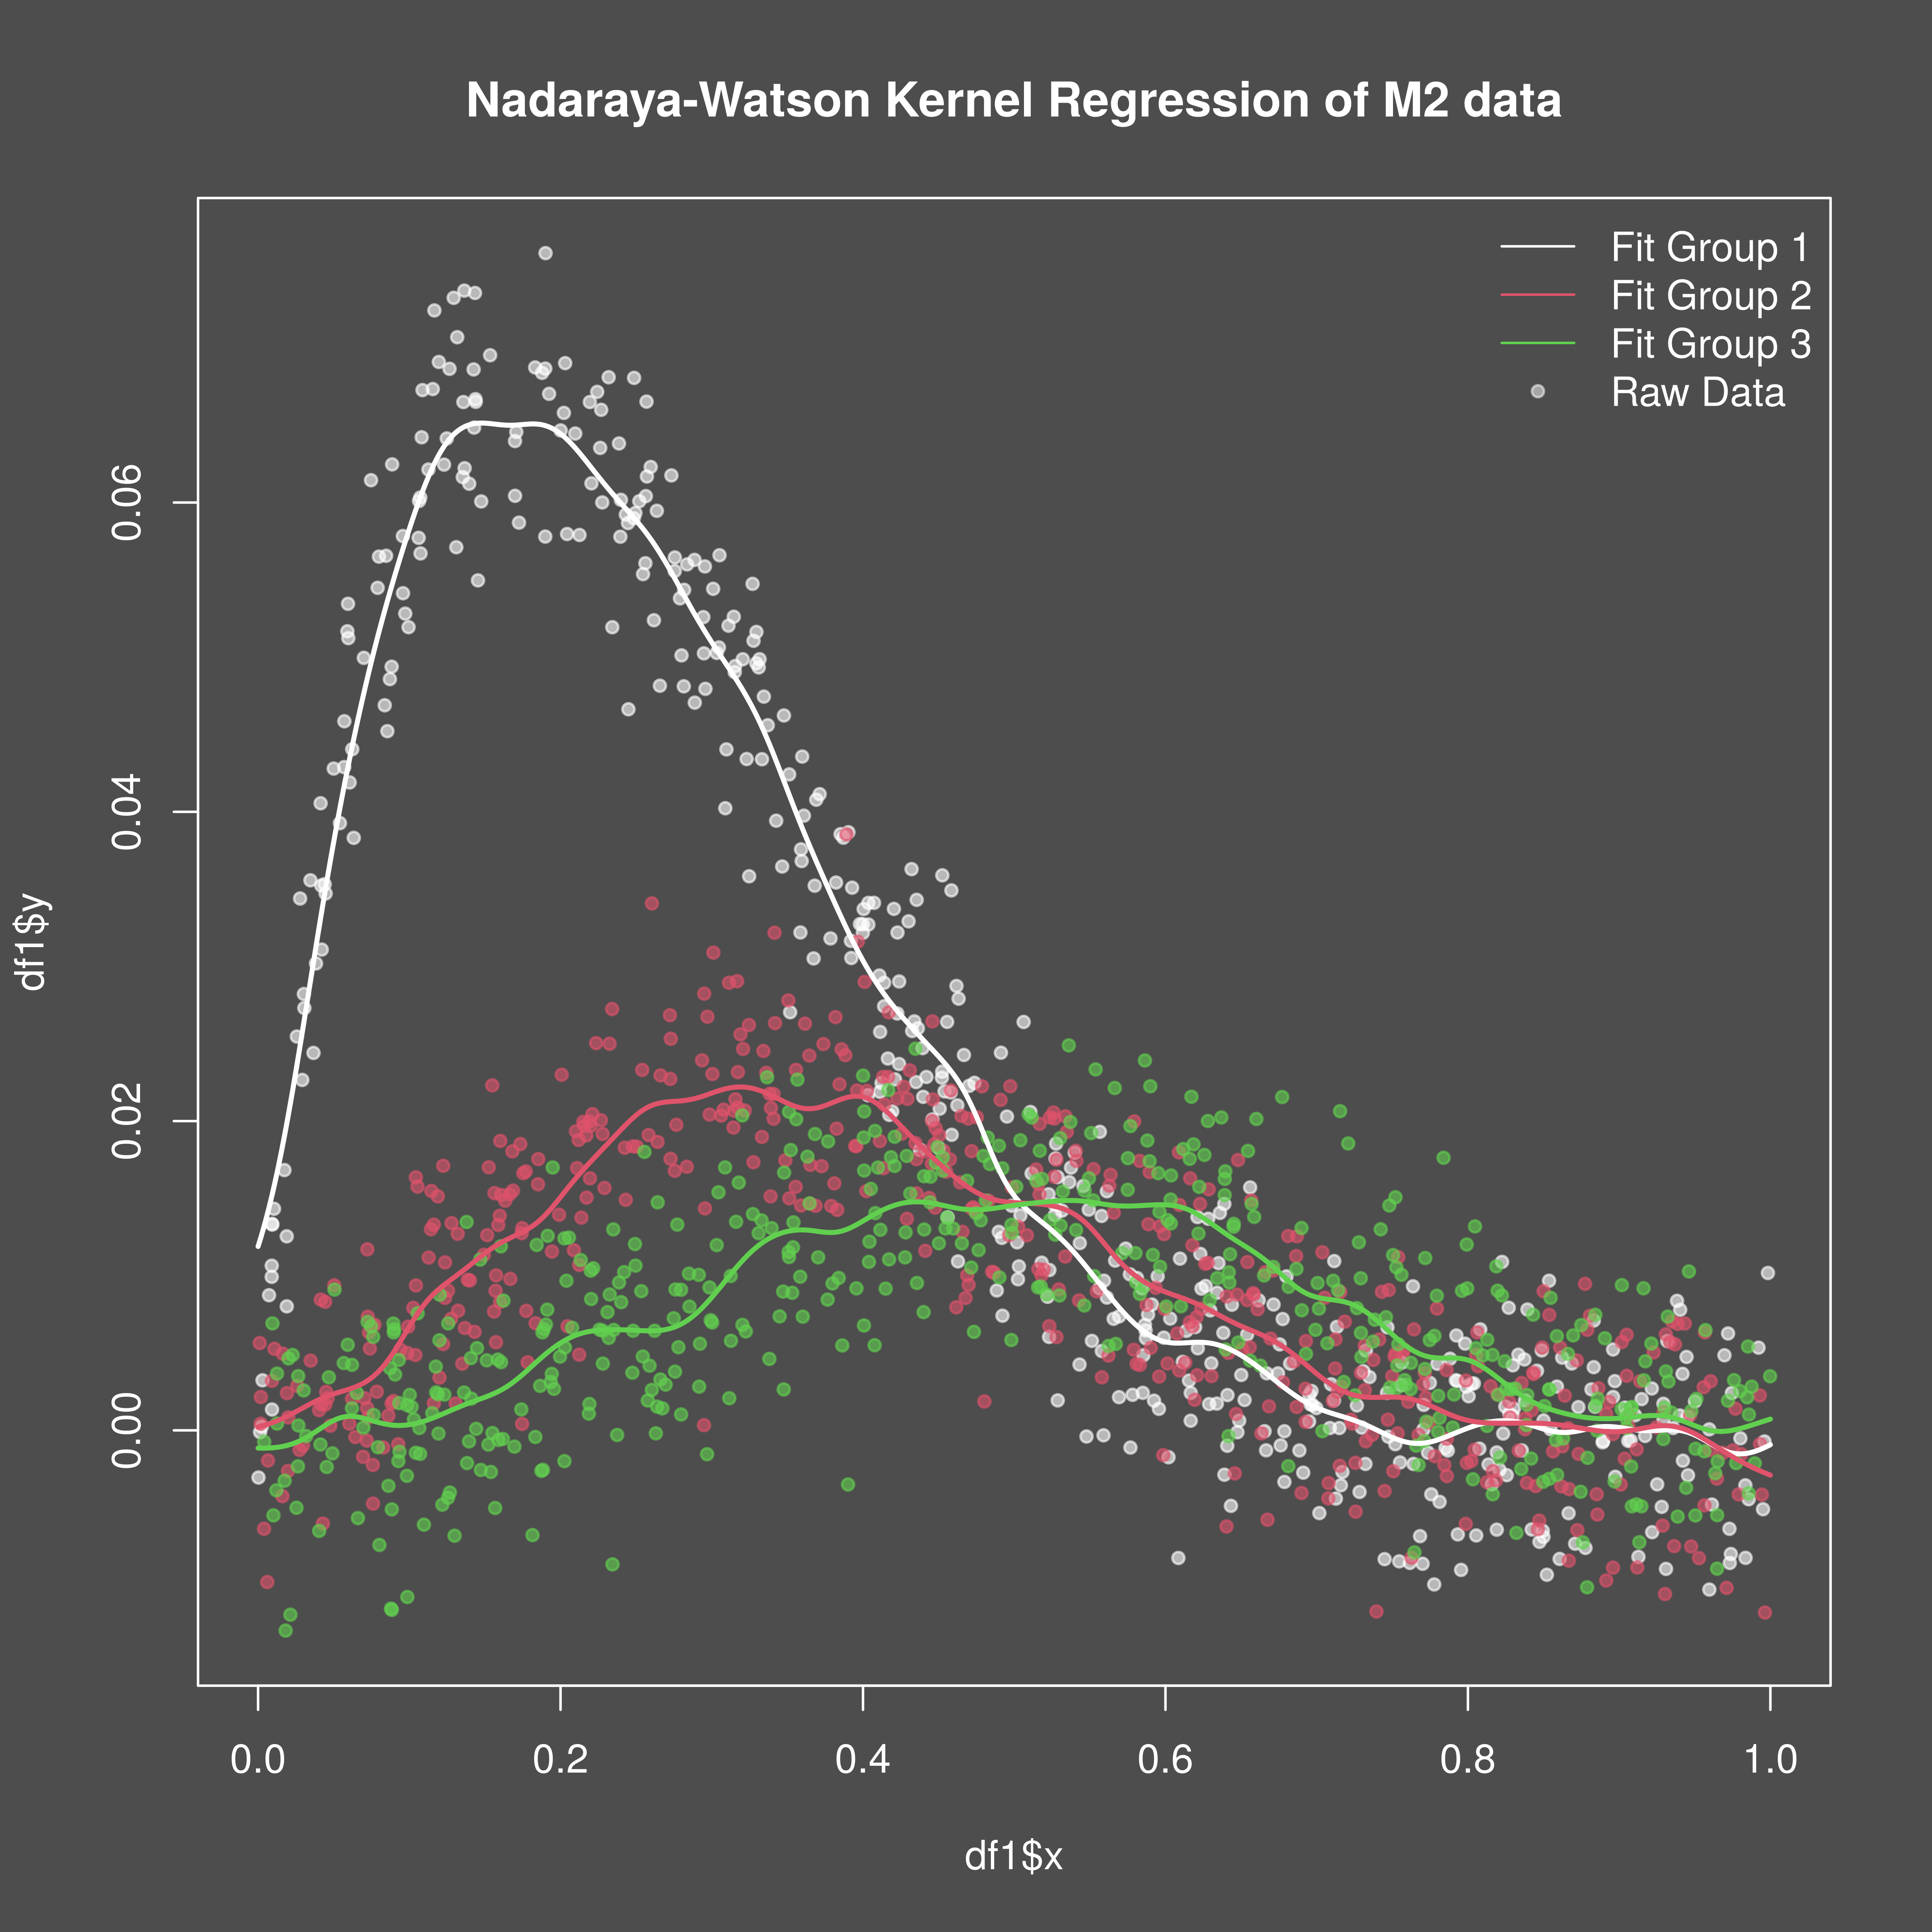 Nadaraya-Watson Kernel Regression of M2 data
Fit Group 1
Fit Group 2
Fit Group 3
Raw Data
df1$y
0.06
0.04
0.02
0.00
0.0 0.2 0.4 0.6 0.8 1.0
df1$x